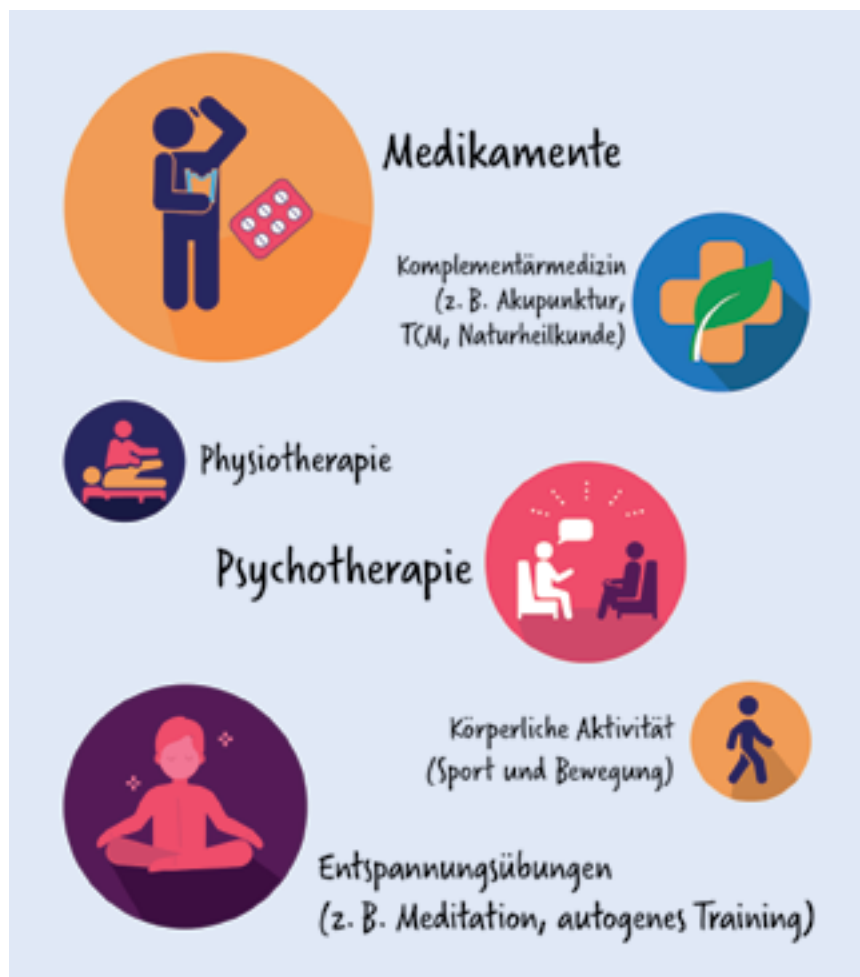 Medikamente
Komplementärmedizin
(z. B. Akupunktur,
TCM, Naturheilkunde)
Physiotherapie
Psychotherapie
Körperliche Aktivität
(Sport und Bewegung)
Entspannungsübungen
(z. B. Meditation, autogenes Training)